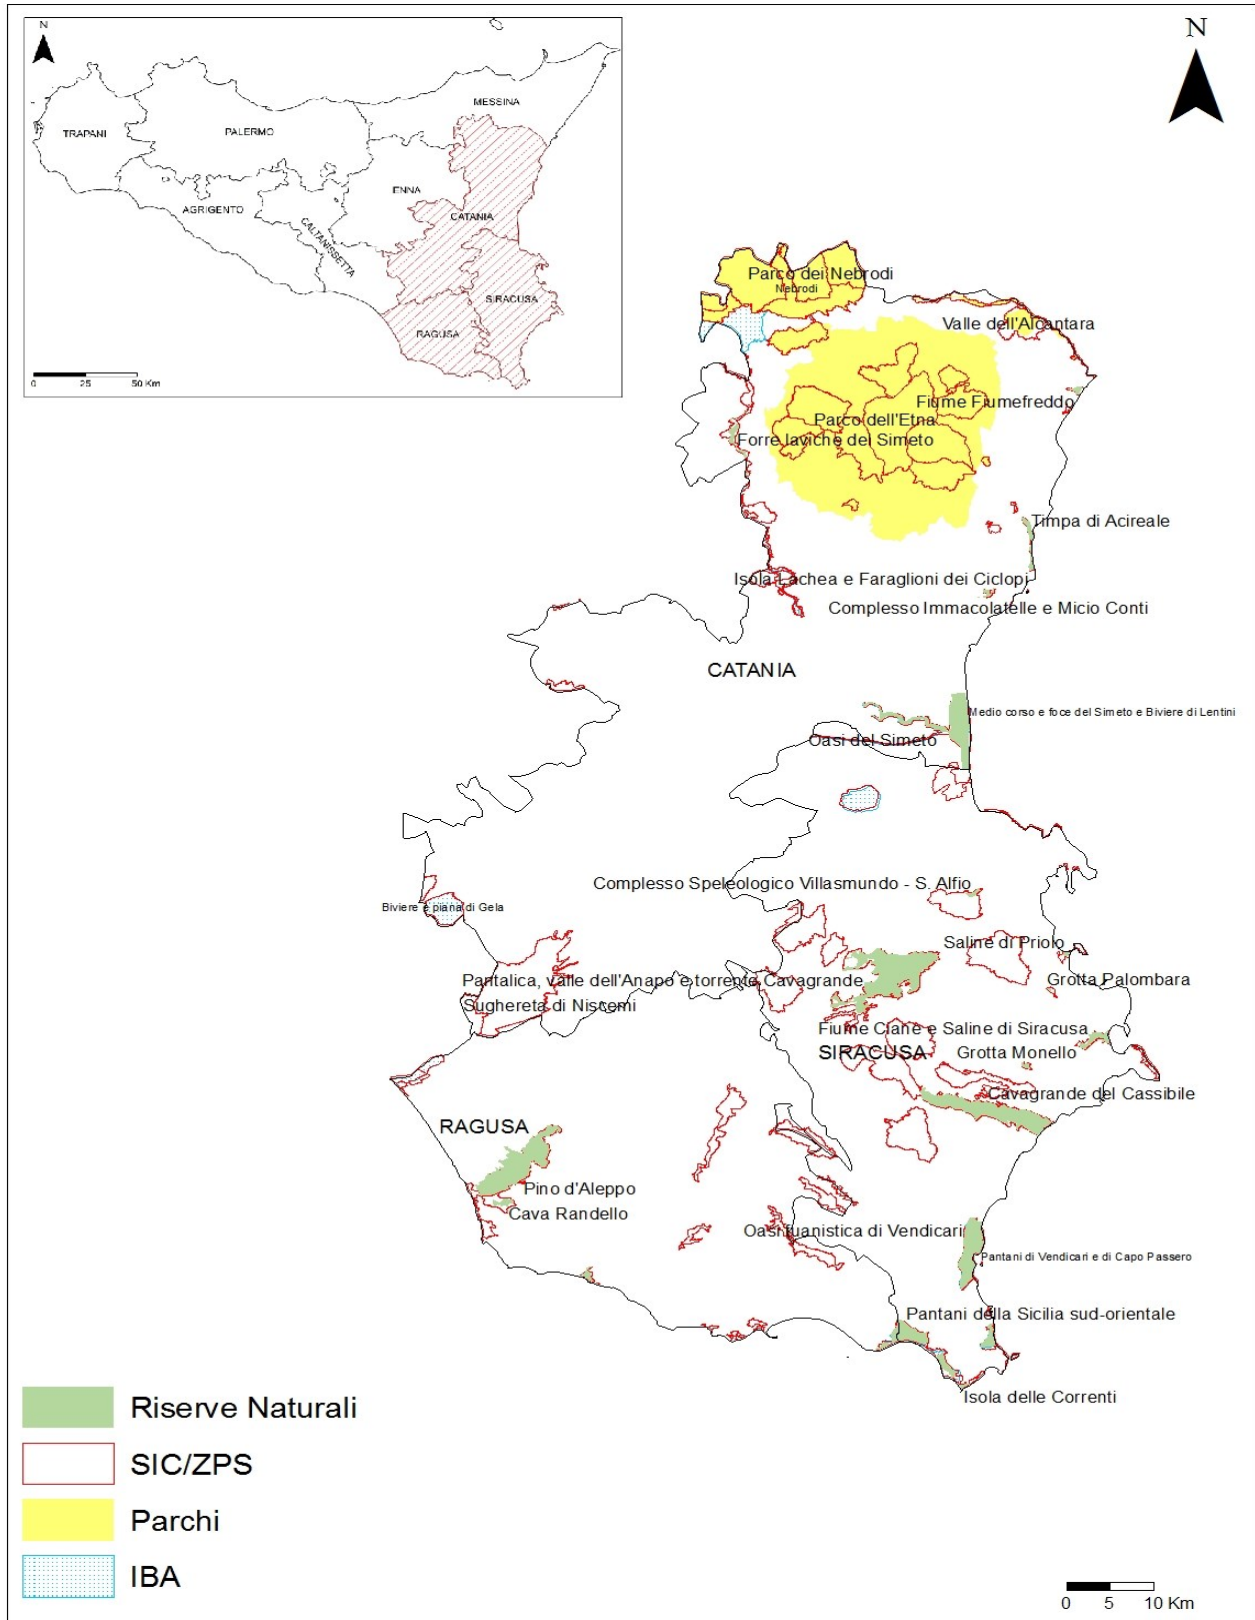 N
N
MESSINA
TRAPANI
PALERMO
ENNA
AGRIGENTO
CATANIA
CALTANISSETTA
SIRACUSA
RAGUSA
0 25 50 Km
Parco dei Nebrodi
Nebrodi
Valle dell'Alcantara
Fiume Fiumefreddo
Parco dell'Etna
Forre laviche del Simeto
Timpa di Acireale
Isola Lachea e Faraglioni dei Ciclopi
Complesso Immacolatelle e Micio Conti
CATANIA
Medio corso e foce del Simeto e Biviere di Lentini
Oasi del Simeto
Complesso Speleologico Villasmundo - S. Alfio
Biviere e piana di Gela
Saline di Priolo
Pantalica, valle dell'Anapo e torrente Cavagrande
Grotta Palombara
Sughereta di Niscemi
Fiume Ciane e Saline di Siracusa
SIRACUSA
Grotta Monello
Cavagrande del Cassibile
RAGUSA
Pino d'Aleppo
Cava Randello
Oasi fuanistica di Vendicari
Pantani di Vendicari e di Capo Passero
Pantani della Sicilia sud-orientale
Isola delle Correnti
Riserve Naturali
SIC/ZPS
Parchi
IBA
0 5 10 Km